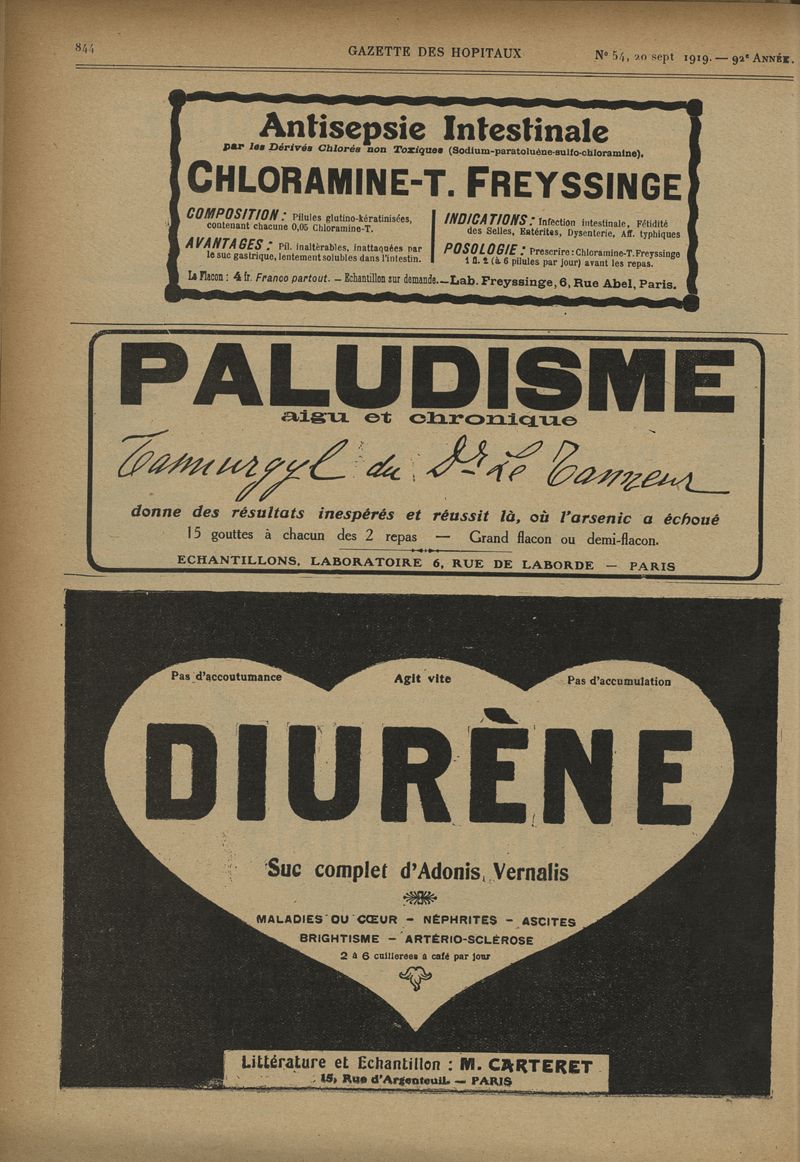 844
GAZETTE DES HOPITAUX
N° 54, 20 sept 1919. — 92e ANNÉE.
Antisepsie Intestinale
par les Dérivés Chlorés non Toxiques (Sodium-paratoluène-sulfo-chloramine).
CHLORAMINE-T. FREYSSINGE
COMPOSITION : Pilules glutino-kératinisées,
contenant chacune 0,05 Chloramine-T.
AVANTAGES : Pil. inaltérables, inattaquées par
le suc gastrique, lentement solubles dans l'intestin.
INDICATIONS : Infection intestinale, Fétidité
des Selles, Entérites, Dysenterie, Aff. typhiques
POSOLOGIE : Prescrire : Chloramine-T. Freyssinge
1 fl. 2 (à 6 pilules par jour) avant les repas.
Le Flacon : 4 fr. Franco partout. — Echantillon sur demande. — Lab. Freyssinge, 6, Rue Abel, Paris.
PALUDISME
aigu et chronique
Tannurgyl du Dr Le Tanneur
donne des résultats inespérés et réussit là, où l'arsenic a échoué
15 gouttes à chacun des 2 repas — Grand flacon ou demi-flacon.
ECHANTILLONS, LABORATOIRE 6, RUE DE LABORDE — PARIS
Pas d'accoutumance
Agit vite
Pas d'accumulation
DIURÈNE
Suc complet d'Adonis Vernalis
MALADIES DU CŒUR - NÉPHRITES - ASCITES
BRIGHTISME - ARTÉRIO-SCLÉROSE
2 à 6 cuillerées à café par jour
Littérature et Echantillon : M. CARTERET
15, Rue d'Argenteuil — PARIS